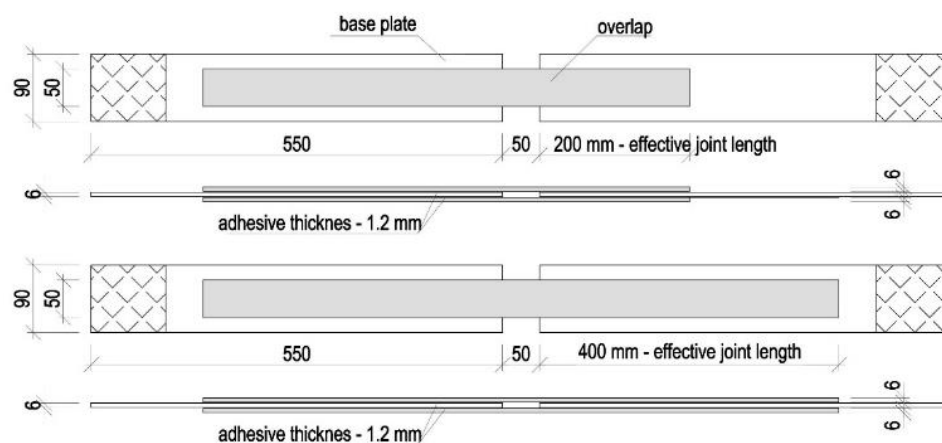 base plate
overlap
90
50
550
50
200 mm - effective joint length
6
6
6
adhesive thicknes - 1.2 mm
90
50
550
50
400 mm - effective joint length
6
6
6
adhesive thicknes - 1.2 mm